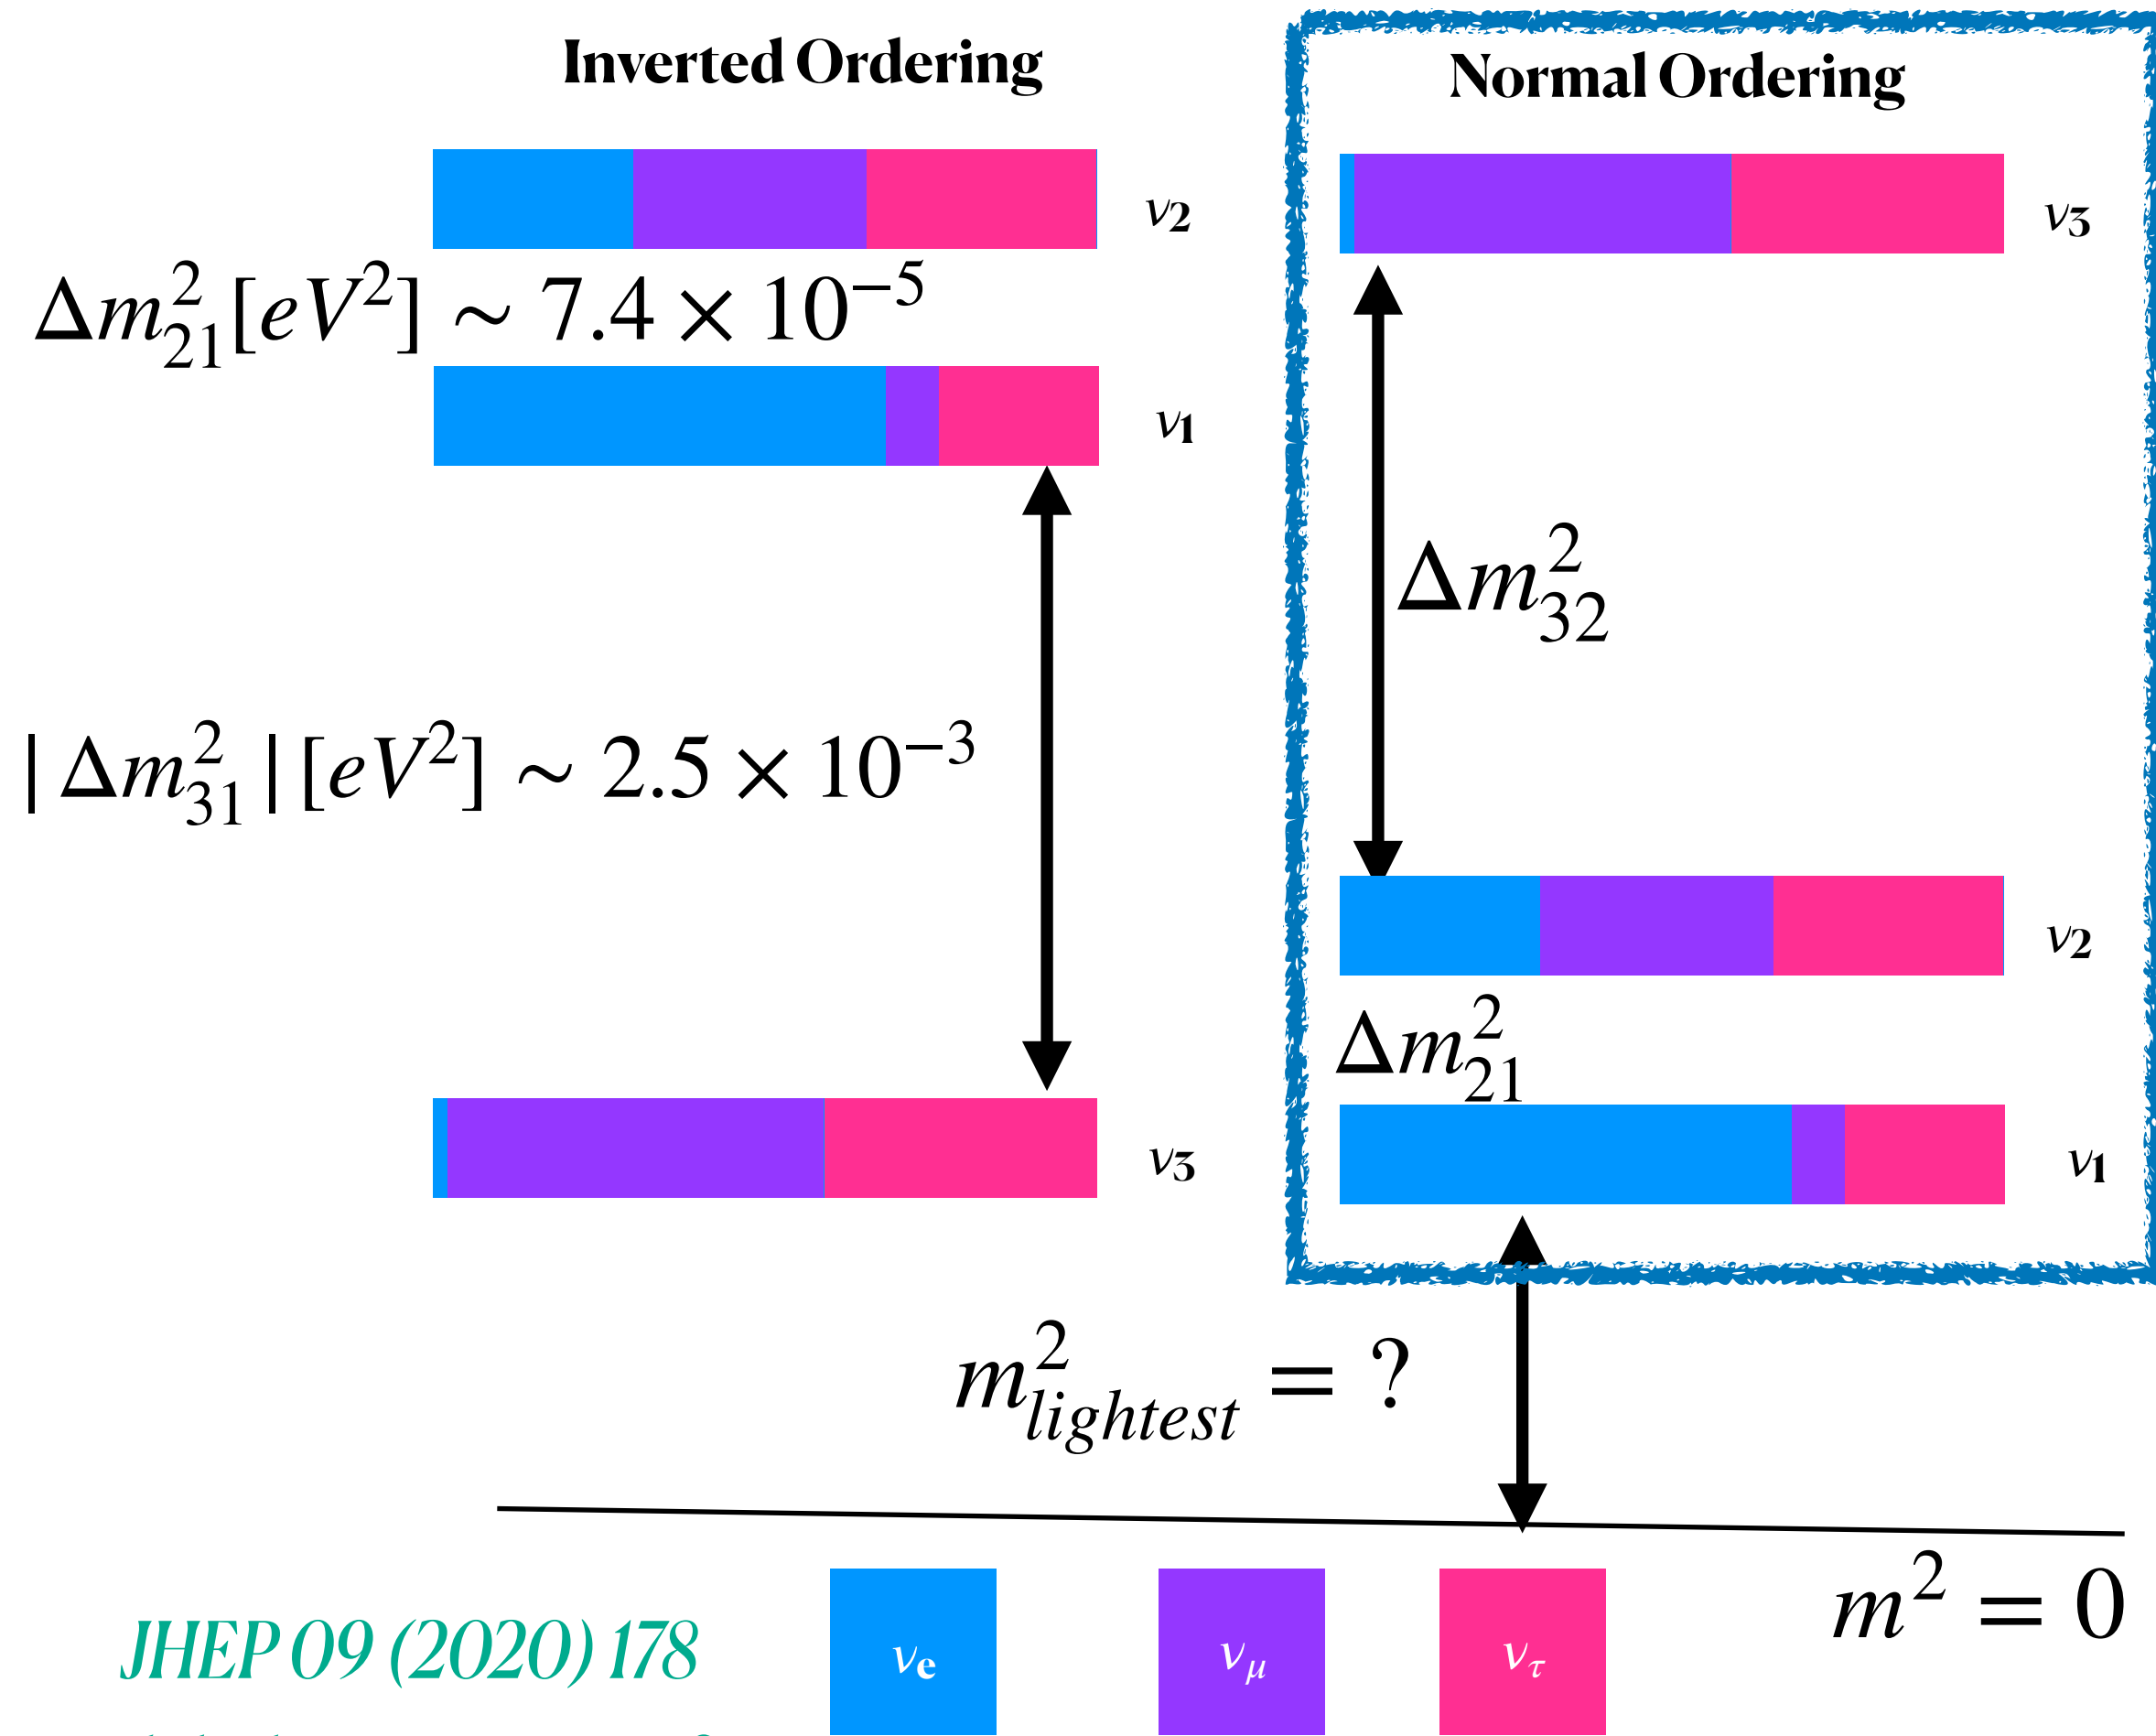 Inverted Ordering
Normal Ordering
ν₂
ν₃
Δm²₂₁[eV²] ∼ 7.4 × 10⁻⁵
ν₁
Δm²₃₂
|Δm²₃₁|[eV²] ∼ 2.5 × 10⁻³
ν₂
Δm²₂₁
ν₃
ν₁
m²lightest = ?
m² = 0
JHEP 09 (2020) 178
νe
νμ
ντ